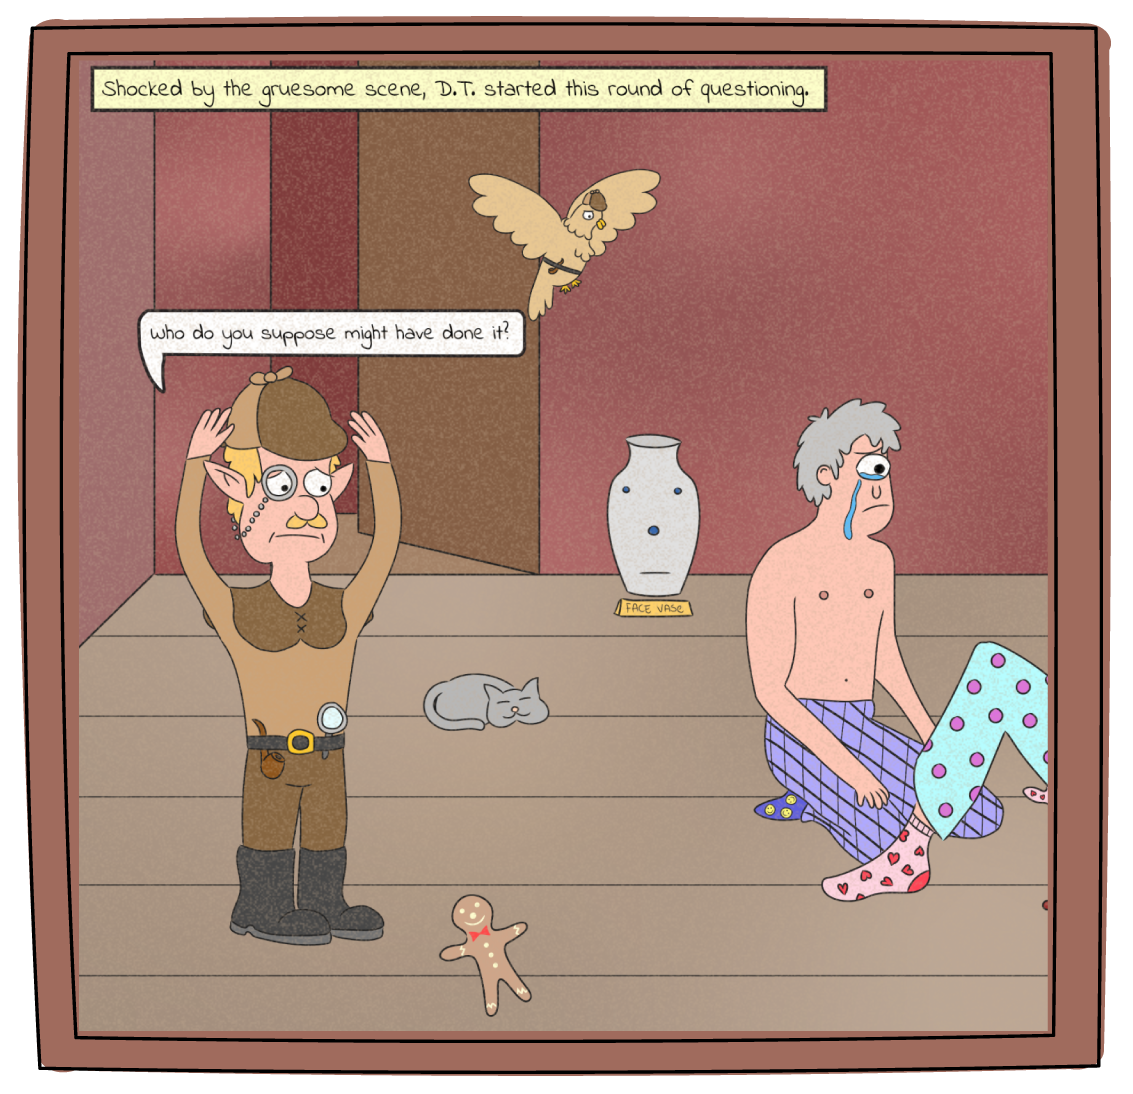 Shocked by the gruesome scene, D.T. started this round of questioning.
Who do you suppose might have done it?
FACE VASE